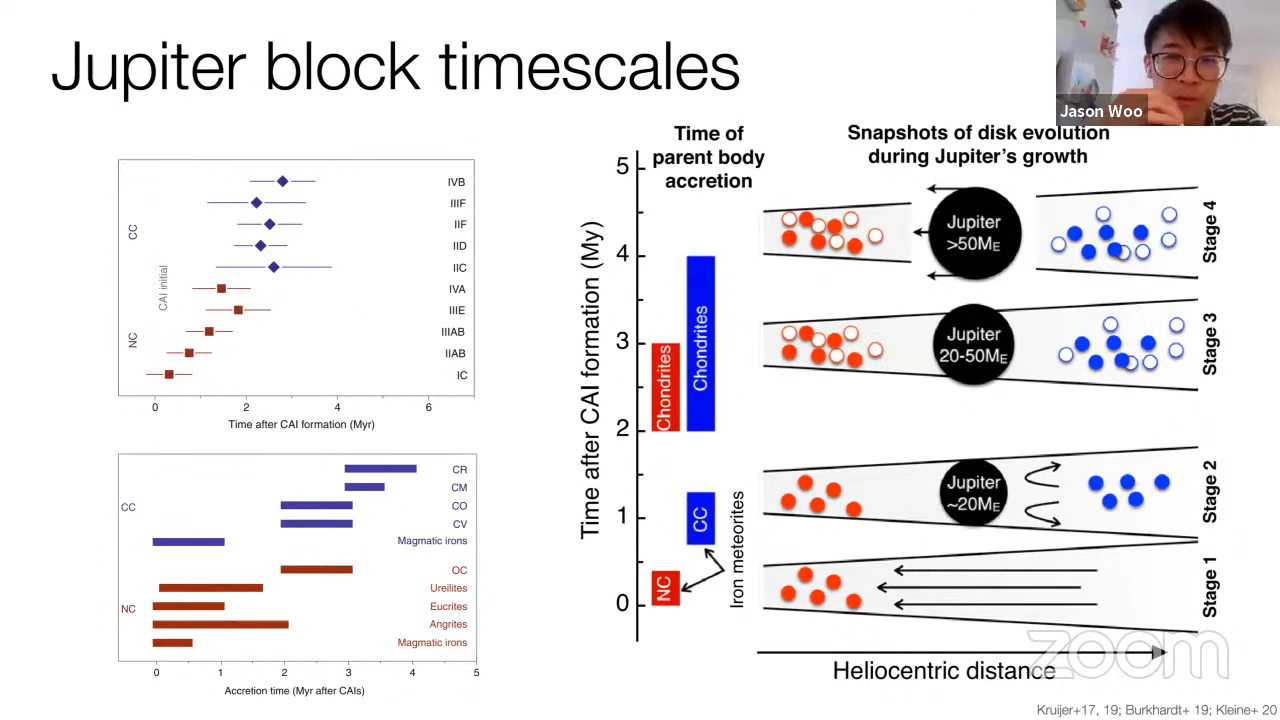 Jupiter block timescales
Jason Woo
CC
NC
CAI initial
IVB
IIIF
IIF
IID
IIC
IVA
IIIE
IIIAB
IIAB
IC
0 2 4 6
Time after CAI formation (Myr)
CC
NC
CR
CM
CO
CV
Magmatic irons
OC
Ureilites
Eucrites
Angrites
Magmatic irons
0 1 2 3 4 5
Accretion time (Myr after CAIs)
Time of
parent body
accretion
Snapshots of disk evolution
during Jupiter's growth
Time after CAI formation (My)
5
4
3
2
1
0
Chondrites
Chondrites
CC
NC
Iron meteorites
Jupiter
>50ME
Stage 4
Jupiter
20-50ME
Stage 3
Jupiter
~20ME
Stage 2
Stage 1
Heliocentric distance
zoom
Kruijer+17, 19; Burkhardt+ 19; Kleine+ 20